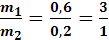 m₁/m₂ = 0,6/0,2 = 3/1